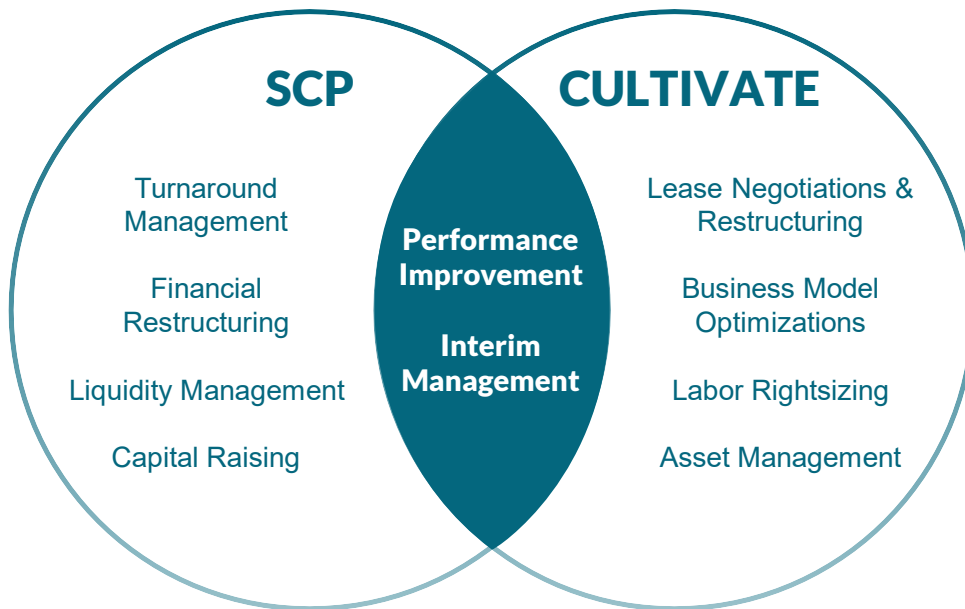 SCP
Turnaround
Management
Financial
Restructuring
Liquidity Management
Capital Raising
Performance
Improvement
Interim
Management
CULTIVATE
Lease Negotiations &
Restructuring
Business Model
Optimizations
Labor Rightsizing
Asset Management